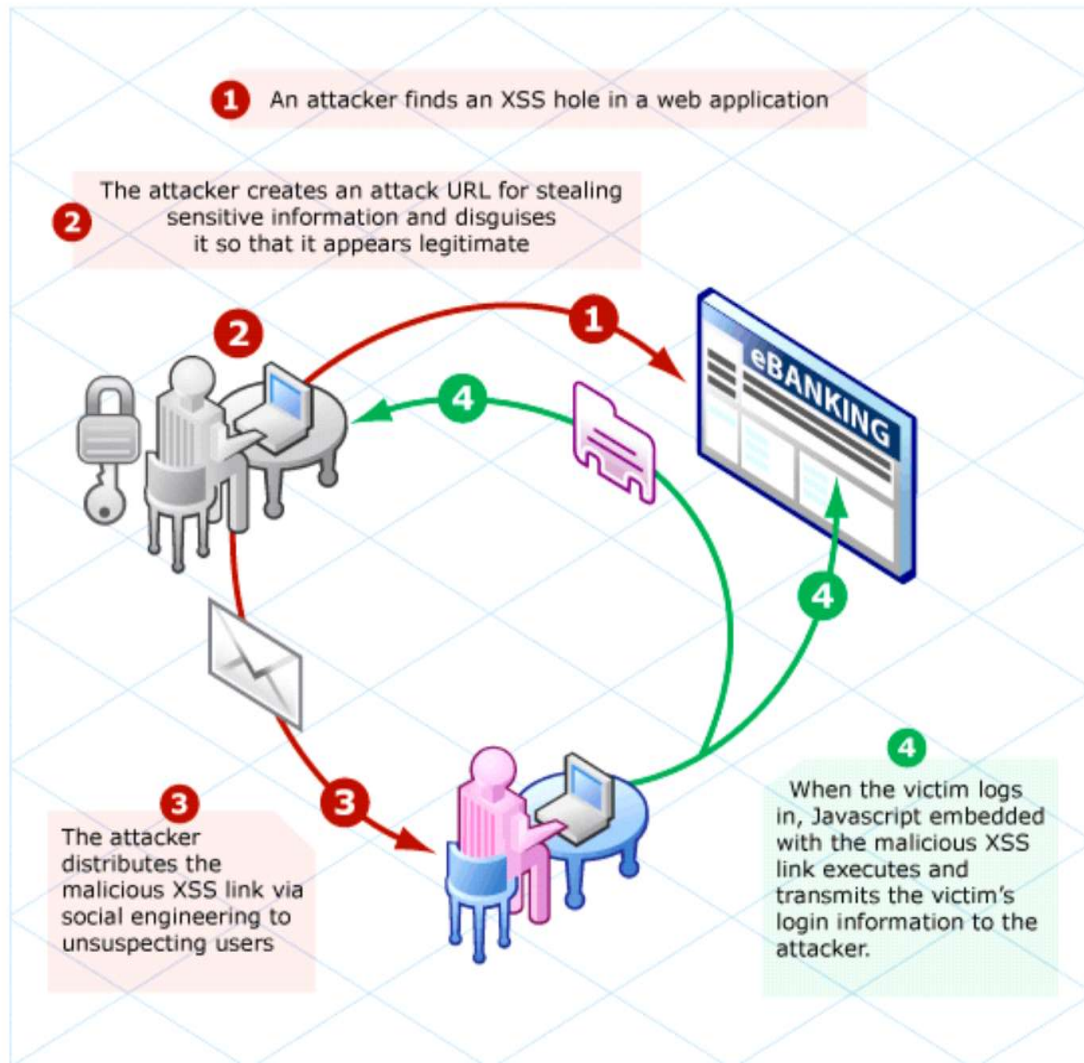 1 An attacker finds an XSS hole in a web application
The attacker creates an attack URL for stealing
2 sensitive information and disguises
it so that it appears legitimate
2
1
4
eBANKING
4
3
3
The attacker
distributes the
malicious XSS link via
social engineering to
unsuspecting users
4
When the victim logs
in, Javascript embedded
with the malicious XSS
link executes and
transmits the victim's
login information to the
attacker.